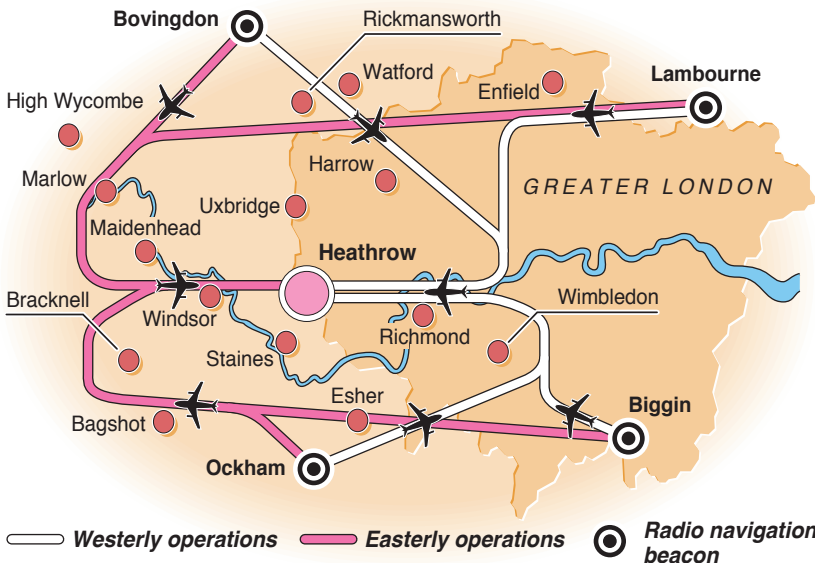 Bovingdon
Rickmansworth
Watford
Enfield
Lambourne
High Wycombe
Harrow
Marlow
GREATER LONDON
Uxbridge
Maidenhead
Heathrow
Bracknell
Windsor
Wimbledon
Richmond
Staines
Esher
Bagshot
Biggin
Ockham
Westerly operations
Easterly operations
Radio navigation
beacon